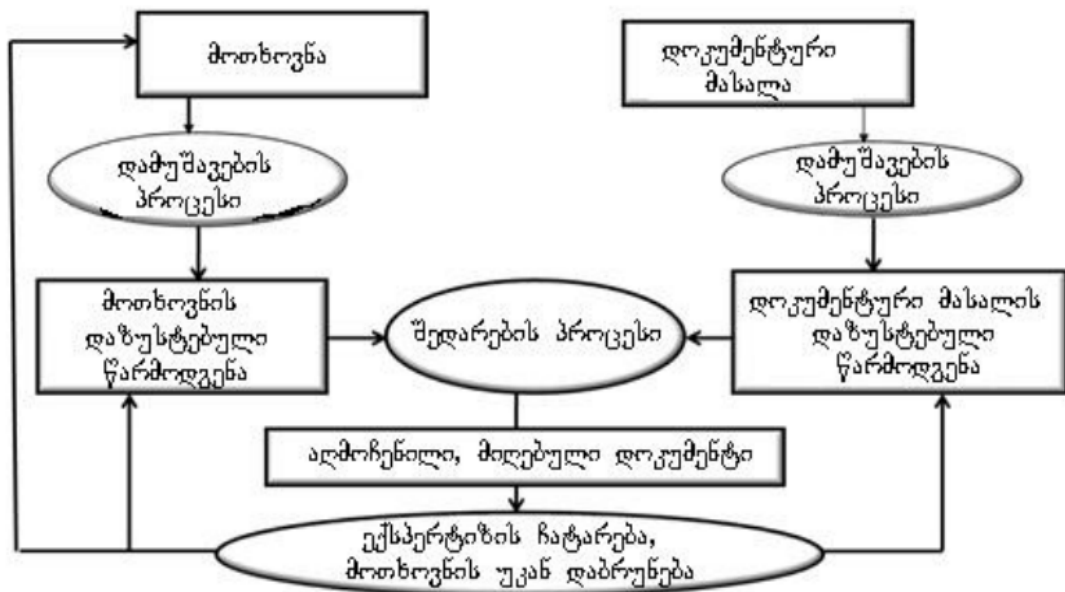 მოთხოვნა
დოკუმენტური
მასალა
დამუშავების
პროცესი
დამუშავების
პროცესი
მოთხოვნის
დაზუსტებული
წარმოდგენა
შედარების პროცესი
დოკუმენტური მასალის
დაზუსტებული
წარმოდგენა
აღმოჩენილი, მიღებული დოკუმენტი
ექსპერტიზის ჩატარება,
მოთხოვნის უკან დაბრუნება